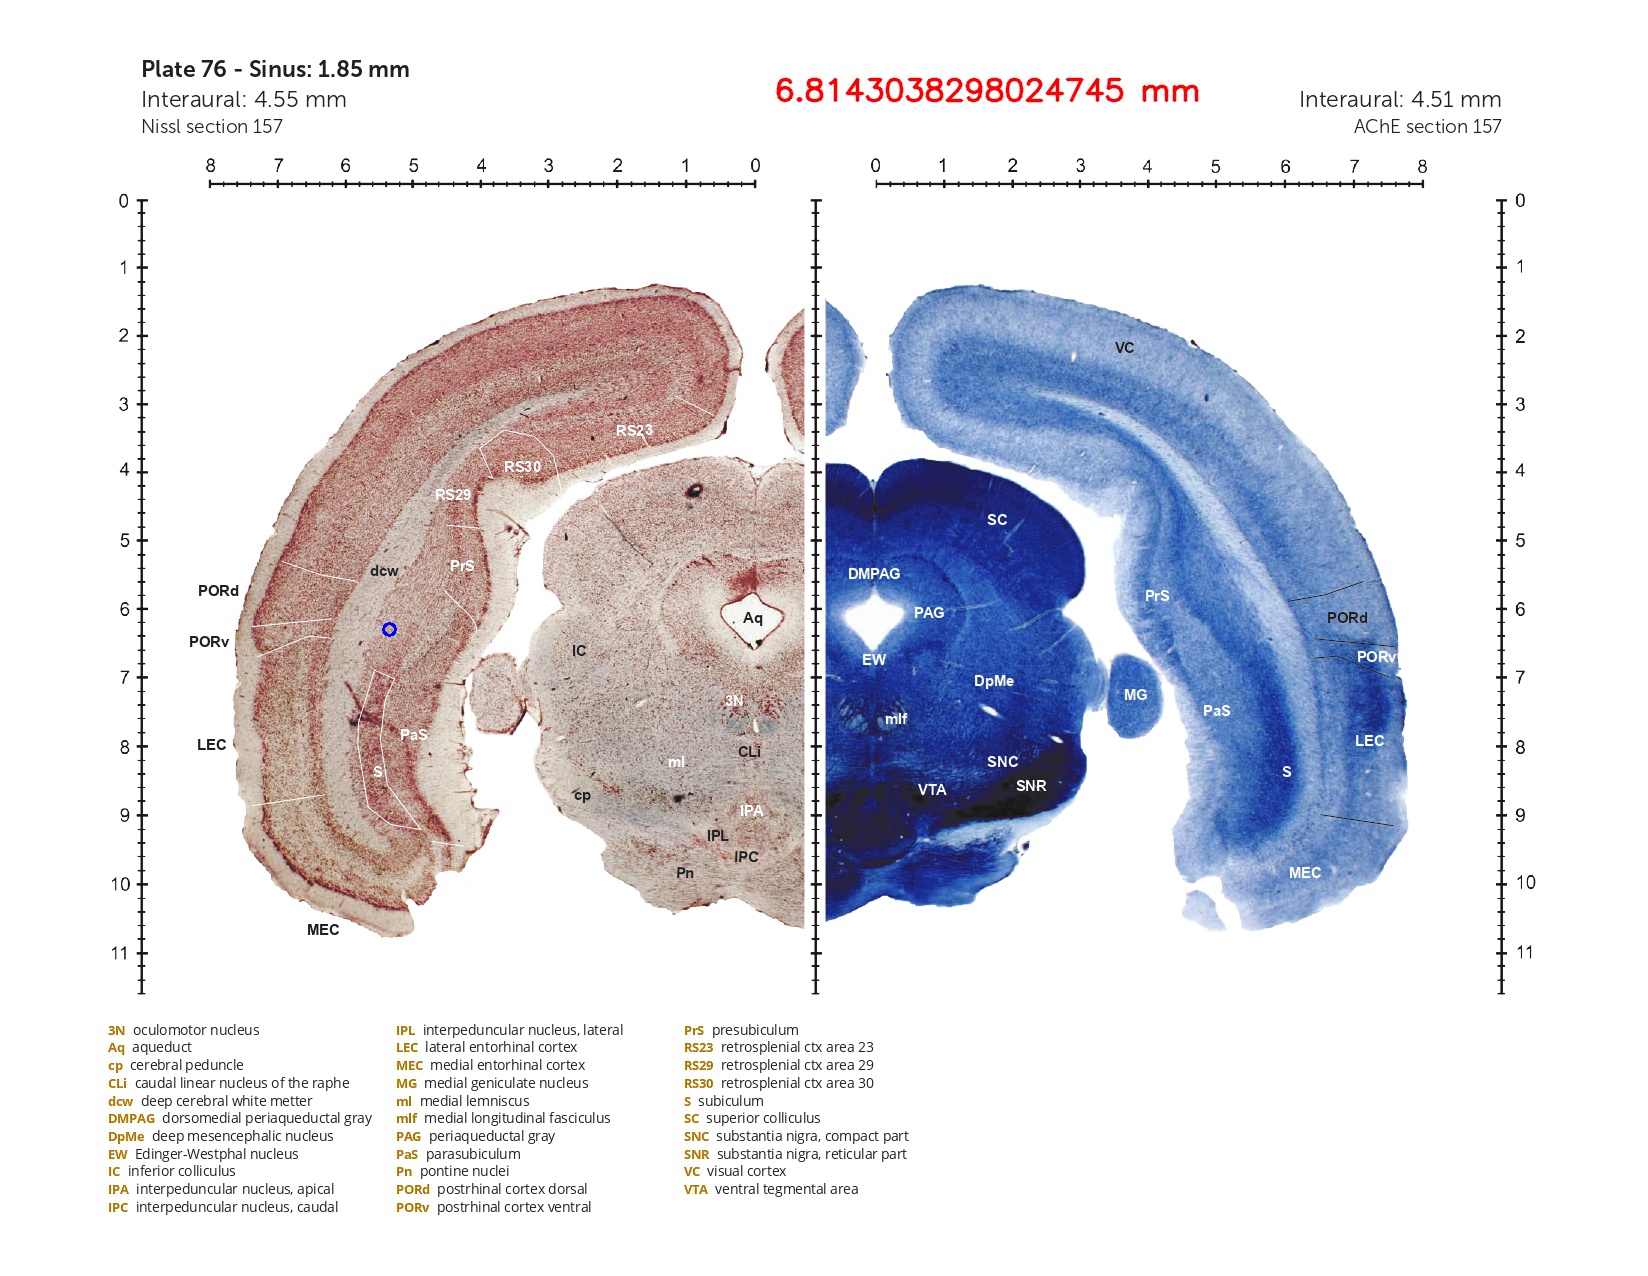 Plate 76 - Sinus: 1.85 mm
Interaural: 4.55 mm
Nissl section 157
6.8143038298024745 mm
Interaural: 4.51 mm
AChE section 157
8 7 6 5 4 3 2 1 0
0 1 2 3 4 5 6 7 8
0
1
2
3
4
5
6
7
8
9
10
11
0
1
2
3
4
5
6
7
8
9
10
11
RS23
RS30
RS29
PrS
dcw
PORd
PORv
LEC
PaS
S
MEC
Aq
IC
3N
CLi
ml
cp
IPA
IPL
IPC
Pn
VC
SC
DMPAG
PAG
EW
DpMe
mlf
MG
SNC
SNR
VTA
PrS
PaS
PORd
PORv
LEC
S
MEC
3N oculomotor nucleus
Aq aqueduct
cp cerebral peduncle
CLi caudal linear nucleus of the raphe
dcw deep cerebral white metter
DMPAG dorsomedial periaqueductal gray
DpMe deep mesencephalic nucleus
EW Edinger-Westphal nucleus
IC inferior colliculus
IPA interpeduncular nucleus, apical
IPC interpeduncular nucleus, caudal
IPL interpeduncular nucleus, lateral
LEC lateral entorhinal cortex
MEC medial entorhinal cortex
MG medial geniculate nucleus
ml medial lemniscus
mlf medial longitudinal fasciculus
PAG periaqueductal gray
PaS parasubiculum
Pn pontine nuclei
PORd postrhinal cortex dorsal
PORv postrhinal cortex ventral
PrS presubiculum
RS23 retrosplenial ctx area 23
RS29 retrosplenial ctx area 29
RS30 retrosplenial ctx area 30
S subiculum
SC superior colliculus
SNC substantia nigra, compact part
SNR substantia nigra, reticular part
VC visual cortex
VTA ventral tegmental area